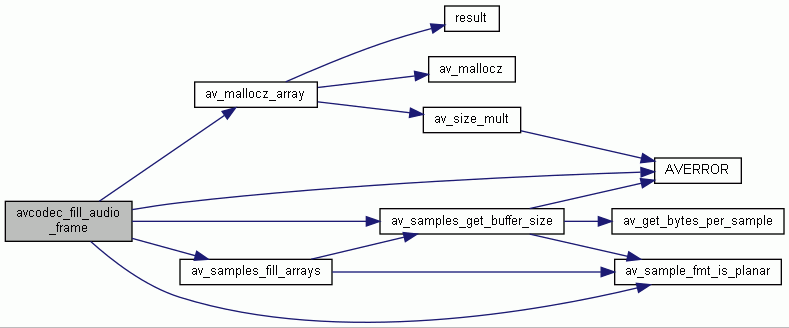 result
av_mallocz
av_mallocz_array
av_size_mult
AVERROR
avcodec_fill_audio
_frame
av_samples_get_buffer_size
av_get_bytes_per_sample
av_samples_fill_arrays
av_sample_fmt_is_planar